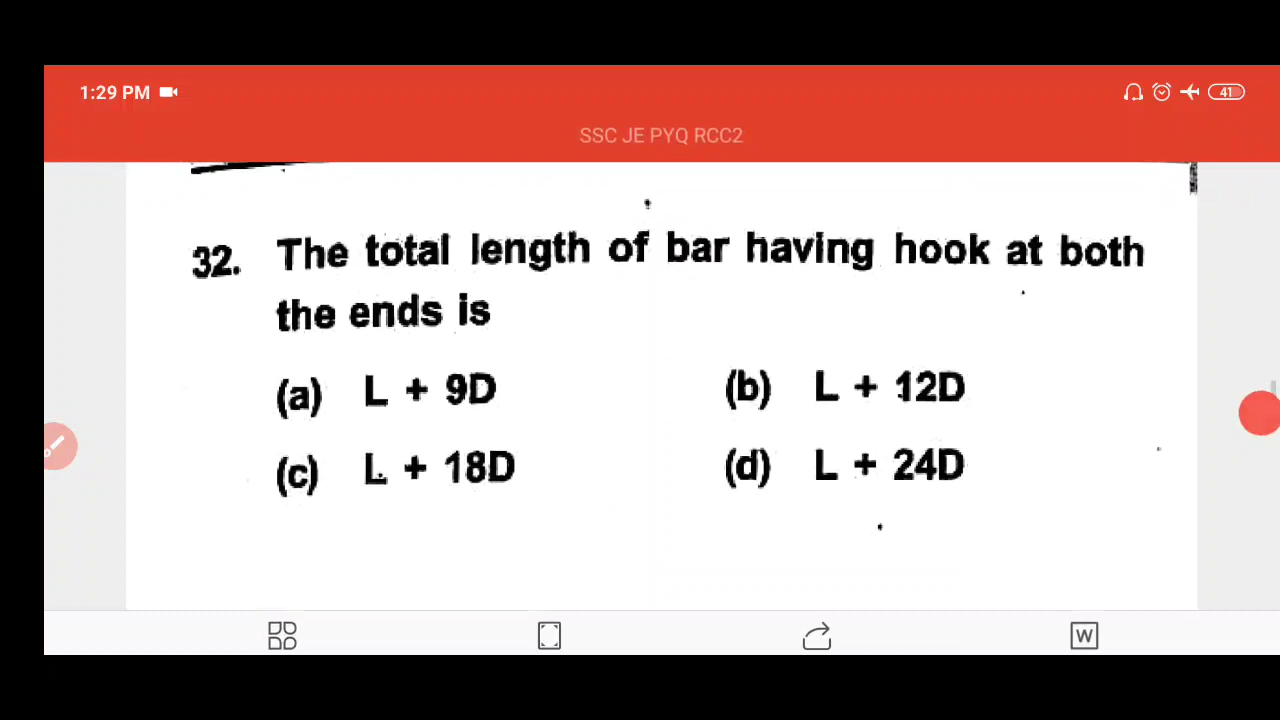 1:29 PM
41
SSC JE PYQ RCC2
32. The total length of bar having hook at both
the ends is
(a) L + 9D (b) L + 12D
(c) L + 18D (d) L + 24D
W